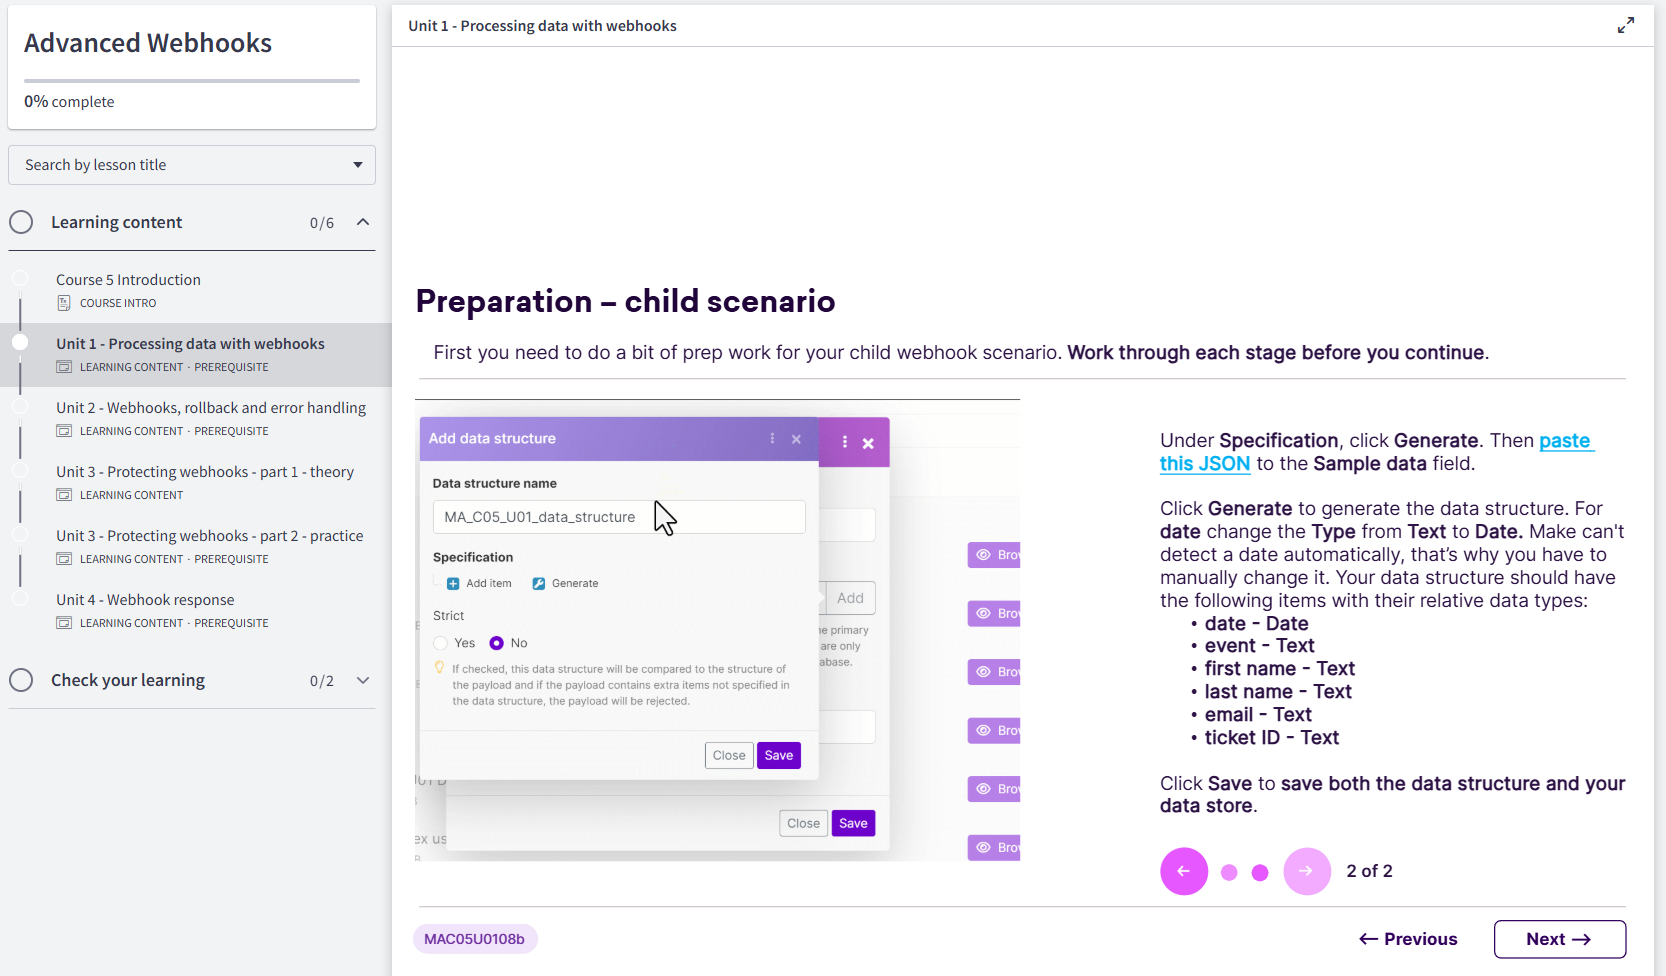 Advanced Webhooks
0% complete
Search by lesson title
Learning content 0/6
Course 5 Introduction
COURSE INTRO
Unit 1 - Processing data with webhooks
LEARNING CONTENT · PREREQUISITE
Unit 2 - Webhooks, rollback and error handling
LEARNING CONTENT · PREREQUISITE
Unit 3 - Protecting webhooks - part 1 - theory
LEARNING CONTENT
Unit 3 - Protecting webhooks - part 2 - practice
LEARNING CONTENT · PREREQUISITE
Unit 4 - Webhook response
LEARNING CONTENT · PREREQUISITE
Check your learning 0/2
Unit 1 - Processing data with webhooks
Preparation – child scenario
First you need to do a bit of prep work for your child webhook scenario. Work through each stage before you continue.
Add data structure
Data structure name
MA_C05_U01_data_structure
Specification
Add item Generate
Strict
Yes No
If checked, this data structure will be compared to the structure of
the payload and if the payload contains extra items not specified in
the data structure, the payload will be rejected.
Close Save
Add
primary
are only
Close Save
Under Specification, click Generate. Then paste
this JSON to the Sample data field.
Click Generate to generate the data structure. For
date change the Type from Text to Date. Make can't
detect a date automatically, that's why you have to
manually change it. Your data structure should have
the following items with their relative data types:
• date - Date
• event - Text
• first name - Text
• last name - Text
• email - Text
• ticket ID - Text
Click Save to save both the data structure and your
data store.
2 of 2
MAC05U0108b
← Previous
Next →